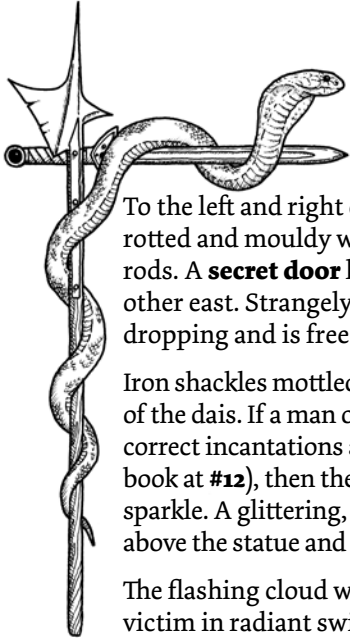 To the left and right
rotted and mouldy w
rods. A secret door
other east. Strangely
dropping and is free
Iron shackles mottled
of the dais. If a man o
correct incantations
book at #12), then the
sparkle. A glittering,
above the statue and
The flashing cloud w
victim in radiant swi